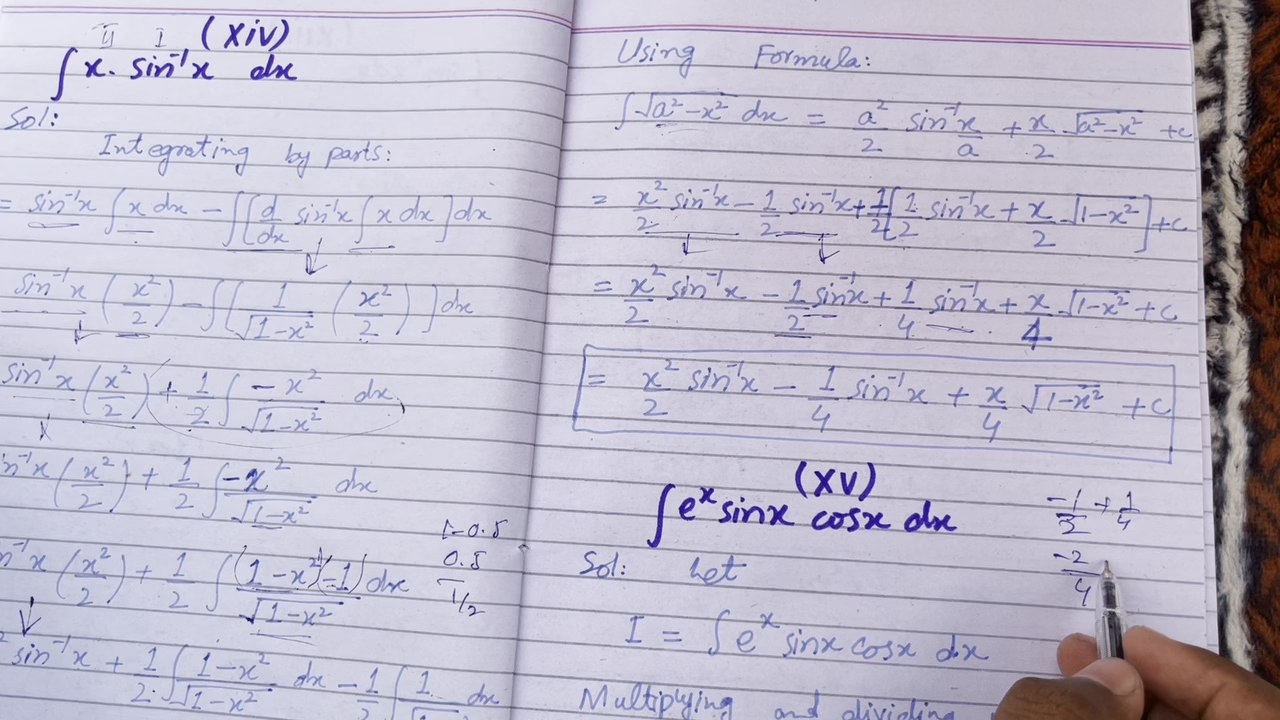 II I (xiv)
∫ x. sin⁻¹x dx
Sol:
Integrating by parts:
= sin⁻¹x ∫ x dx - ∫[d/dx sin⁻¹x ∫ x dx] dx
sin⁻¹x (x²/2) - ∫[1/√(1-x²) (x²/2)] dx
sin⁻¹x (x²/2) + 1/2 ∫ -x²/√(1-x²) dx
in⁻¹x (x²/2) + 1/2 ∫ -x²/√(1-x²) dx
1-0.5
0.5
1/2
n⁻¹x (x²/2) + 1/2 ∫ (1-x²)(-1)/√(1-x²) dx
² sin⁻¹x + 1/2 ∫ 1-x²/√(1-x²) dx - 1/2 ∫ 1/√ dx
Using Formula:
∫ √(a²-x²) dx = a²/2 sin⁻¹ x/a + x/2 √(a²-x²) + c
= x²/2 sin⁻¹x - 1/2 sin⁻¹x + 1/2 [1/2 sin⁻¹x + x/2 √(1-x²)] + c
= x²/2 sin⁻¹x - 1/2 sin⁻¹x + 1/4 sin⁻¹x + x/4 √(1-x²) + c
= x²/2 sin⁻¹x - 1/4 sin⁻¹x + x/4 √(1-x²) + c
(XV)
∫ eˣ sinx cosx dx
-1/2 + 1/4
-2/4
Sol: Let
I = ∫ eˣ sinx cosx dx
Multiplying and dividing